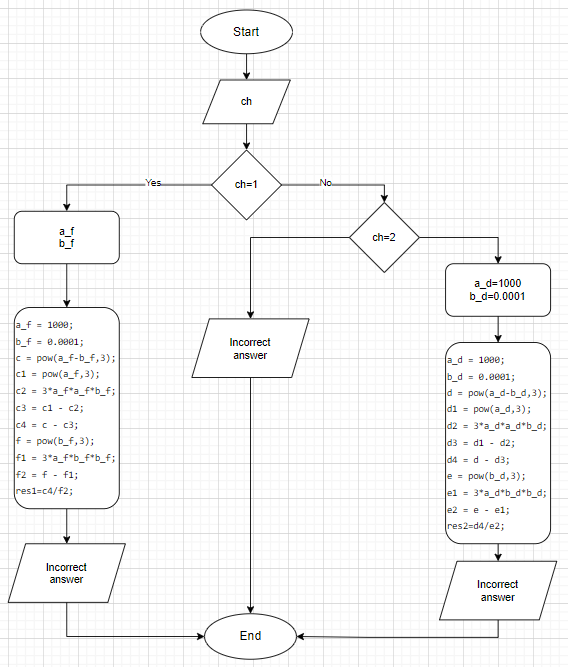 Start
ch
ch=1
Yes
No
ch=2
a_f
b_f
a_d=1000
b_d=0.0001
a_f = 1000;
b_f = 0.0001;
c = pow(a_f-b_f,3);
c1 = pow(a_f,3);
c2 = 3*a_f*a_f*b_f;
c3 = c1 - c2;
c4 = c - c3;
f = pow(b_f,3);
f1 = 3*a_f*b_f*b_f;
f2 = f - f1;
res1=c4/f2;
Incorrect
answer
a_d = 1000;
b_d = 0.0001;
d = pow(a_d-b_d,3);
d1 = pow(a_d,3);
d2 = 3*a_d*a_d*b_d;
d3 = d1 - d2;
d4 = d - d3;
e = pow(b_d,3);
e1 = 3*a_d*b_d*b_d;
e2 = e - e1;
res2=d4/e2;
Incorrect
answer
Incorrect
answer
End